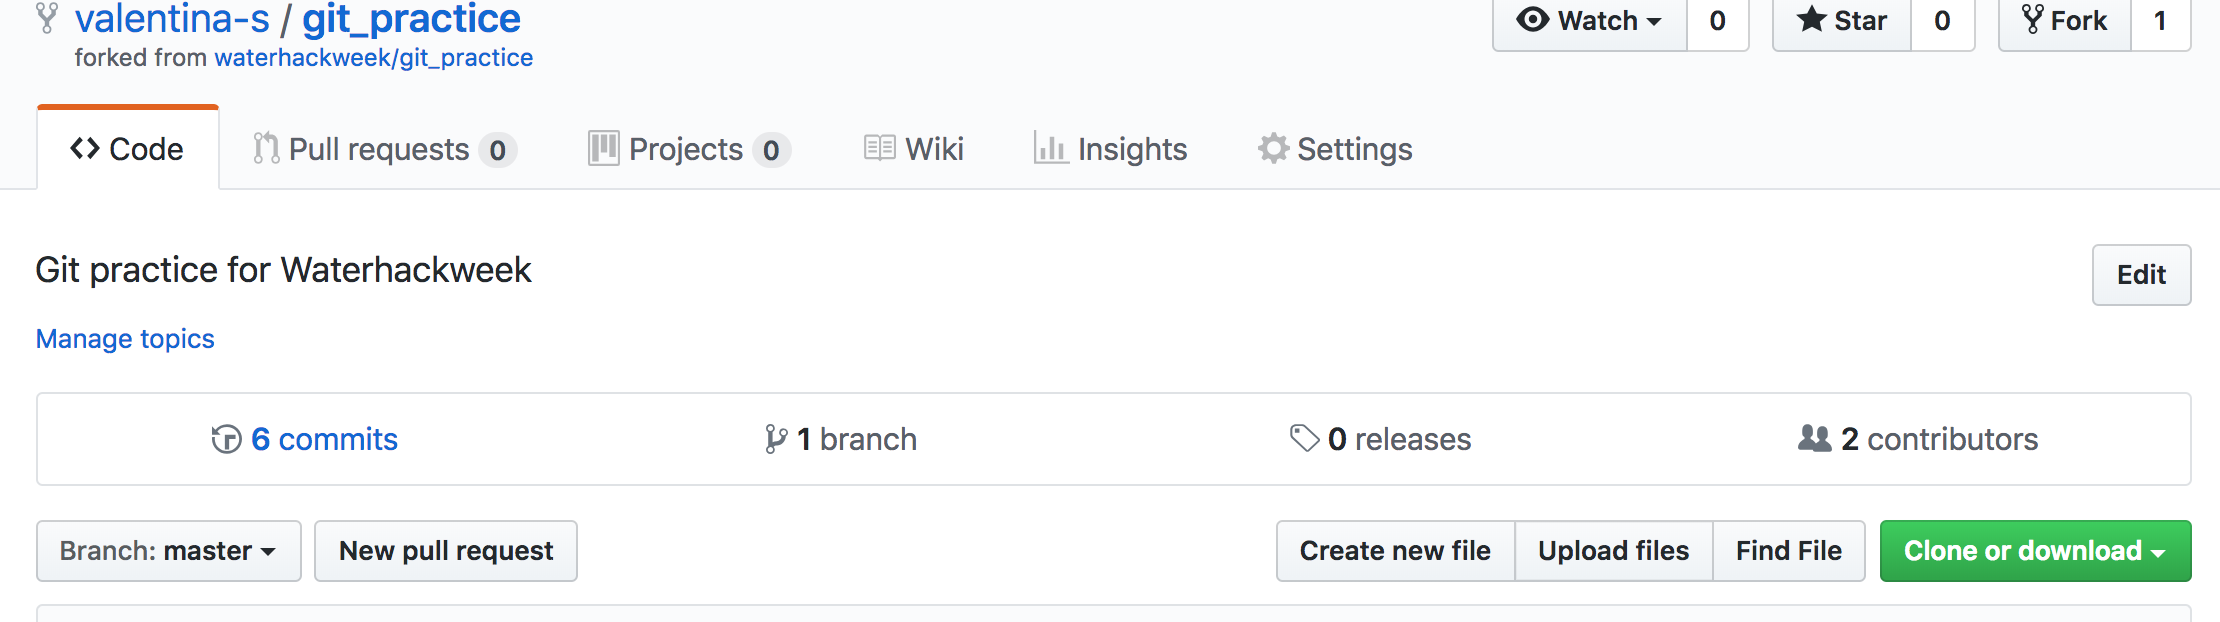 valentina-s / git_practice
Watch 0 Star 0 Fork 1
forked from waterhackweek/git_practice
Code Pull requests 0 Projects 0 Wiki Insights Settings
Git practice for Waterhackweek
Edit
Manage topics
6 commits 1 branch 0 releases 2 contributors
Branch: master New pull request Create new file Upload files Find File Clone or download